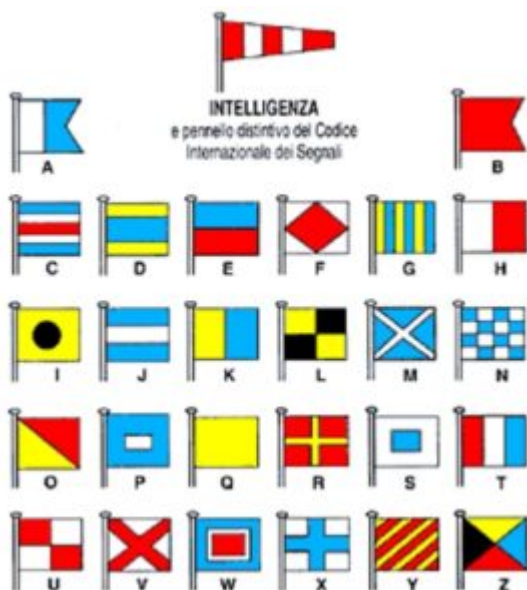 INTELLIGENZA
e pennello distintivo del Codice
Internazionale dei Segnali
A B
C D E F G H
I J K L M N
O P Q R S T
U V W X Y Z